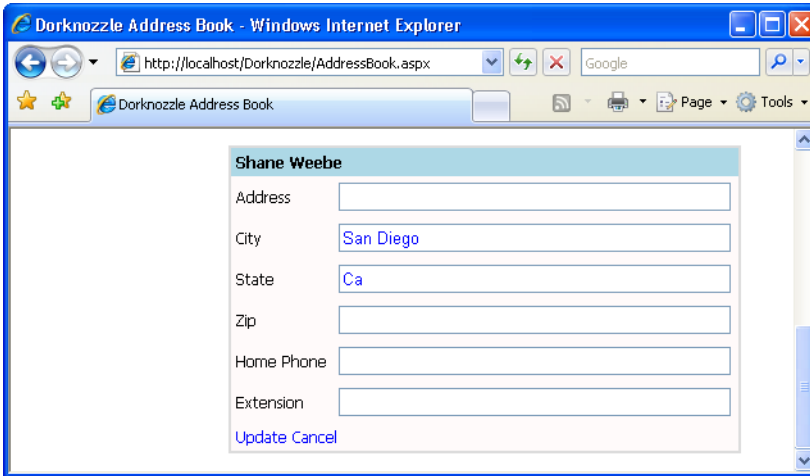 Dorknozzle Address Book - Windows Internet Explorer
http://localhost/Dorknozzle/AddressBook.aspx Google
Dorknozzle Address Book Page Tools
Shane Weebe
Address
City San Diego
State Ca
Zip
Home Phone
Extension
Update Cancel